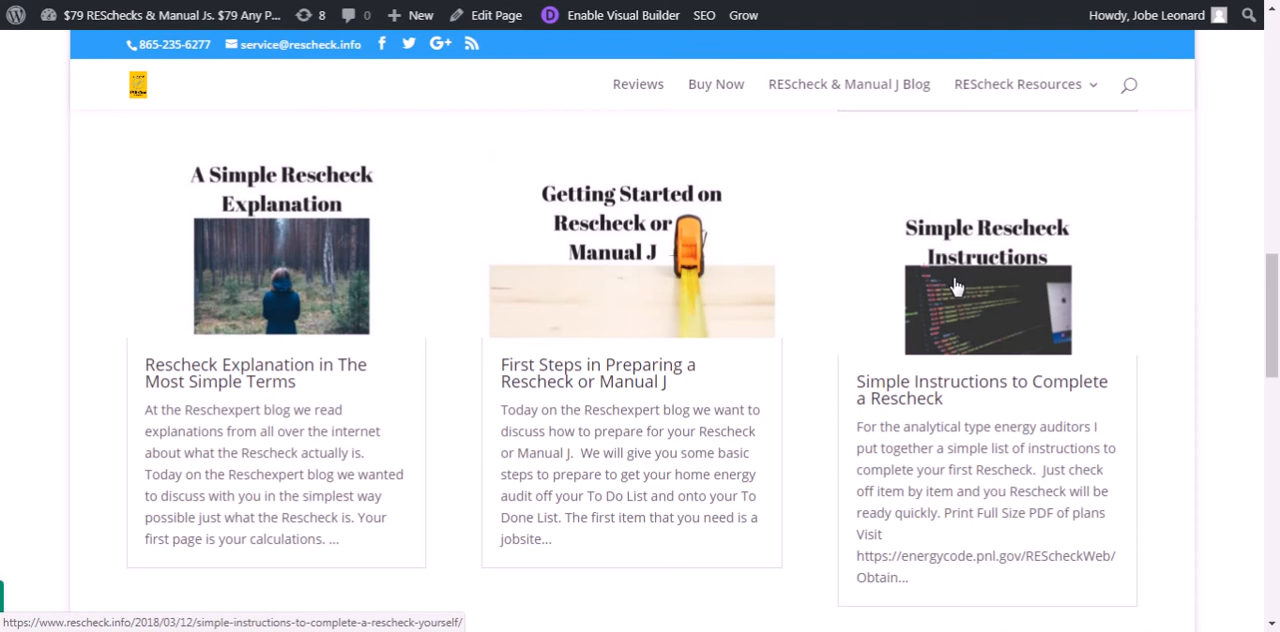 $79 REschecks & Manual Js. $79 Any P... 8 0 New Edit Page D Enable Visual Builder SEO Grow Howdy, Jobe Leonard
865-235-6277 service@rescheck.info
Reviews Buy Now REScheck & Manual J Blog REScheck Resources
A Simple Rescheck
Explanation
Rescheck Explanation in The
Most Simple Terms
At the Reschexpert blog we read
explanations from all over the internet
about what the Rescheck actually is.
Today on the Reschexpert blog we wanted
to discuss with you in the simplest way
possible just what the Rescheck is. Your
first page is your calculations. ...
Getting Started on
Rescheck or
Manual J
First Steps in Preparing a
Rescheck or Manual J
Today on the Reschexpert blog we want to
discuss how to prepare for your Rescheck
or Manual J. We will give you some basic
steps to prepare to get your home energy
audit off your To Do List and onto your To
Done List. The first item that you need is a
jobsite...
Simple Rescheck
Instructions
Simple Instructions to Complete
a Rescheck
For the analytical type energy auditors I
put together a simple list of instructions to
complete your first Rescheck. Just check
off item by item and you Rescheck will be
ready quickly. Print Full Size PDF of plans
Visit
https://energycode.pnl.gov/REScheckWeb/
Obtain...
https://www.rescheck.info/2018/03/12/simple-instructions-to-complete-a-rescheck-yourself/